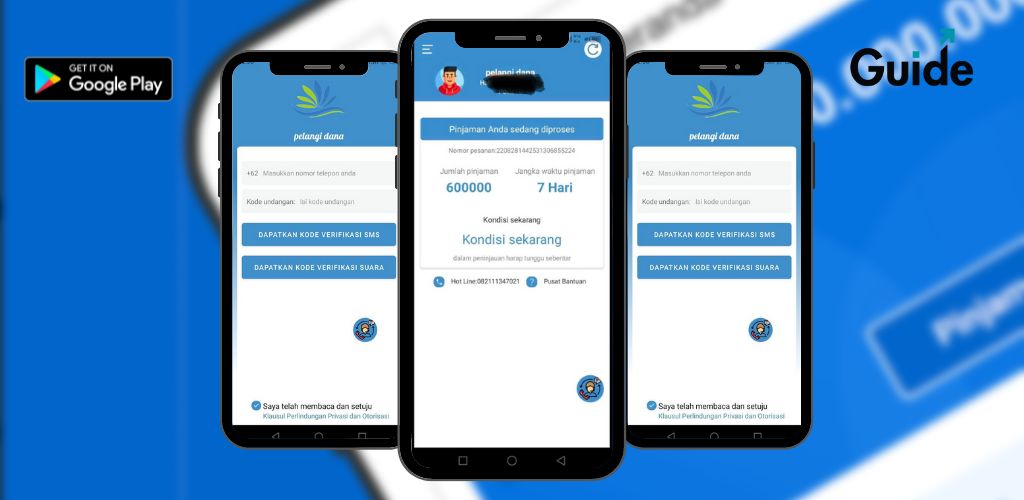 GET IT ON
Google Play
Guide
pelangi dana
+62 Masukkan nomor telepon anda
Kode undangan: Isi kode undangan
DAPATKAN KODE VERIFIKASI SMS
DAPATKAN KODE VERIFIKASI SUARA
Saya telah membaca dan setuju
Klausul Perlindungan Privasi dan Otorisasi
pelangi dana
Pinjaman Anda sedang diproses
Nomor pesanan:2208281442531306855224
Jumlah pinjaman
Jangka waktu pinjaman
600000
7 Hari
Kondisi sekarang
Kondisi sekarang
dalam peninjauan harap tunggu sebentar
Hot Line:082111347021
Pusat Bantuan
pelangi dana
+62 Masukkan nomor telepon anda
Kode undangan: Isi kode undangan
DAPATKAN KODE VERIFIKASI SMS
DAPATKAN KODE VERIFIKASI SUARA
Saya telah membaca dan setuju
Klausul Perlindungan Privasi dan Otorisasi